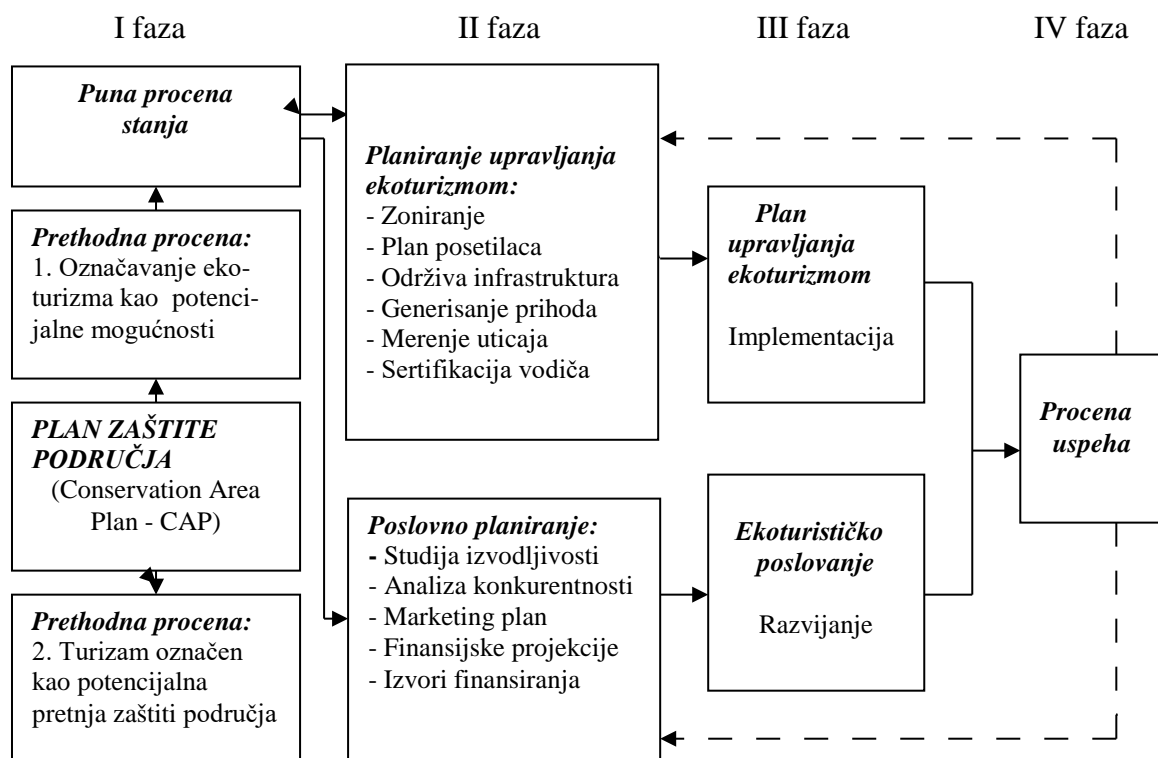 I faza
II faza
III faza
IV faza
Puna procena
stanja
Prethodna procena:
1. Označavanje eko-
turizma kao potenci-
jalne mogućnosti
PLAN ZAŠTITE
PODRUČJA
(Conservation Area
Plan - CAP)
Prethodna procena:
2. Turizam označen
kao potencijalna
pretnja zaštiti područja
Planiranje upravljanja
ekoturizmom:
- Zoniranje
- Plan posetilaca
- Održiva infrastruktura
- Generisanje prihoda
- Merenje uticaja
- Sertifikacija vodiča
Poslovno planiranje:
- Studija izvodljivosti
- Analiza konkurentnosti
- Marketing plan
- Finansijske projekcije
- Izvori finansiranja
Plan
upravljanja
ekoturizmom
Implementacija
Ekoturističko
poslovanje
Razvijanje
Procena
uspeha